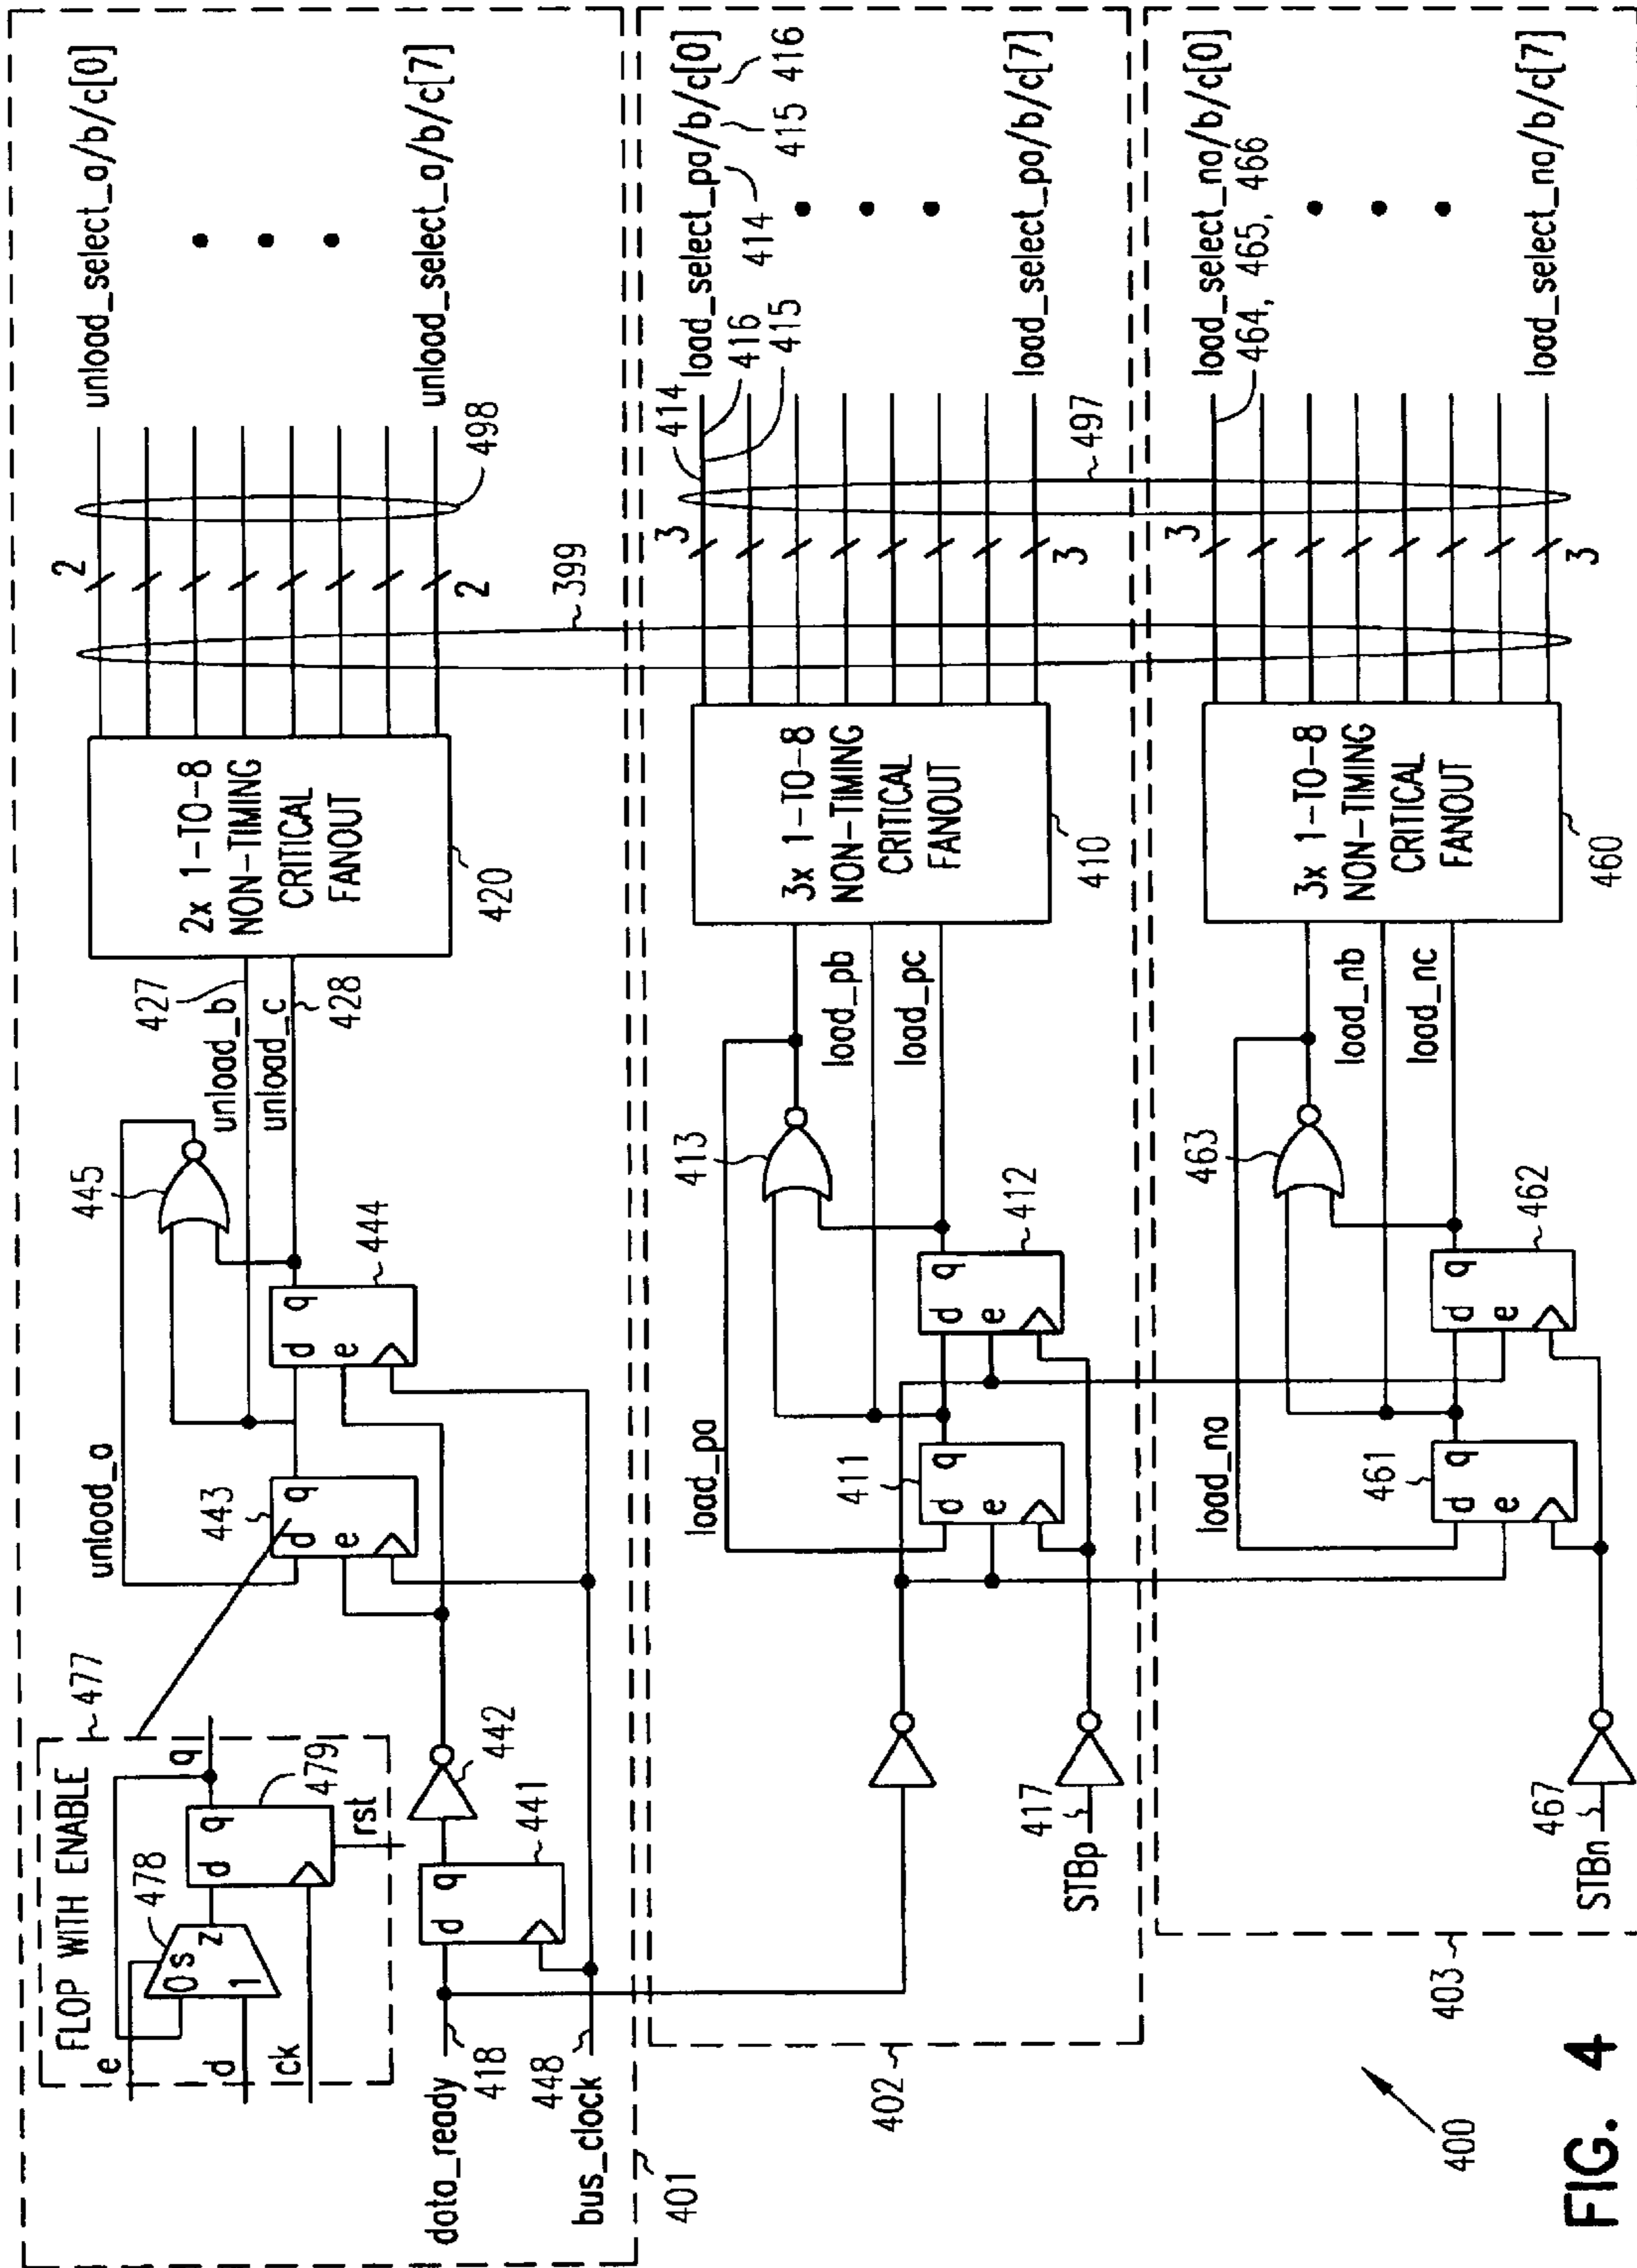 FLOP WITH ENABLE
477
e
d
ck
0
s
1
z
478
d
q
479
rst
q
data_ready
418
448
bus_clock
401
d
q
441
442
unload_a
443
d
q
e
d
q
e
444
445
unload_b
427
unload_c
428
2x 1-TO-8
NON-TIMING
CRITICAL
FANOUT
420
2
2
399
498
unload_select_a/b/c[0]
unload_select_a/b/c[7]
402
STBp
417
load_pa
411
d
q
e
d
q
e
412
413
load_pb
load_pc
3x 1-TO-8
NON-TIMING
CRITICAL
FANOUT
410
3
3
414
416
415
497
load_select_pa/b/c[0]
414
415
416
load_select_pa/b/c[7]
403
STBn
467
load_na
461
d
q
e
d
q
e
462
463
load_nb
load_nc
3x 1-TO-8
NON-TIMING
CRITICAL
FANOUT
460
3
3
load_select_na/b/c[0]
464, 465, 466
load_select_na/b/c[7]
400
FIG. 4